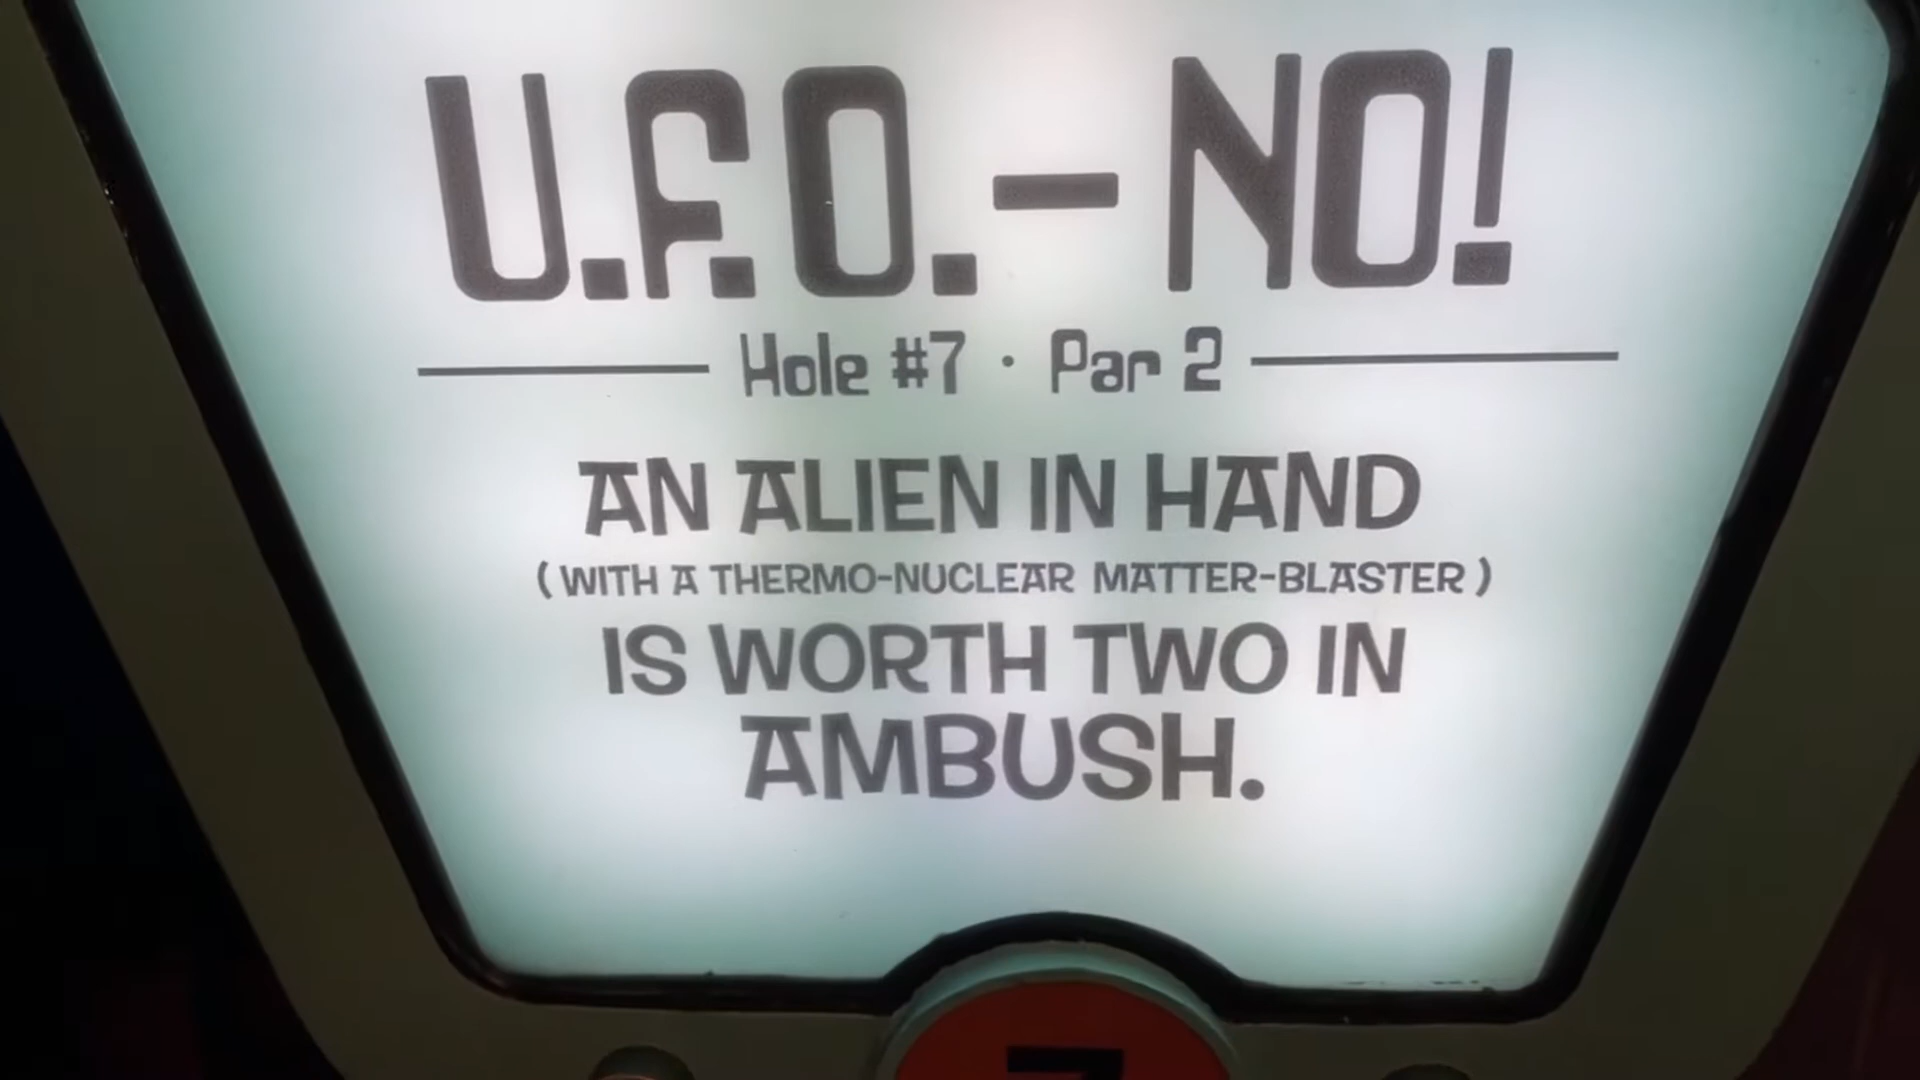 U.F.O. – NO!
Hole #7 · Par 2
AN ALIEN IN HAND
(WITH A THERMO-NUCLEAR MATTER-BLASTER)
IS WORTH TWO IN
AMBUSH.
7